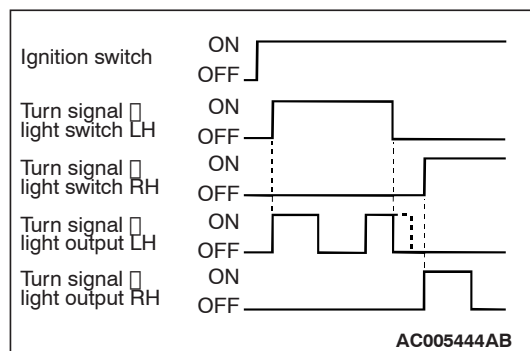 Ignition switch
ON
OFF
Turn signal
light switch LH
ON
OFF
Turn signal
light switch RH
ON
OFF
Turn signal
light output LH
ON
OFF
Turn signal
light output RH
ON
OFF
AC005444AB